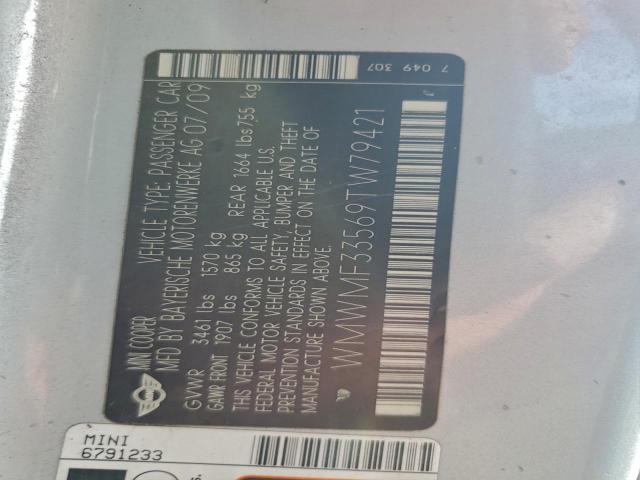 MINI COOPER
VEHICLE TYPE: PASSENGER CAR
MFD BY BAYERISCHE MOTORENWERKE AG 07/09
GVWR 3461 lbs 1570 kg
GAWR FRONT 1907 lbs 865 kg REAR 1664 lbs 755 kg
THIS VEHICLE CONFORMS TO ALL APPLICABLE U.S.
FEDERAL MOTOR VEHICLE SAFETY, BUMPER AND THEFT
PREVENTION STANDARDS IN EFFECT ON THE DATE OF
MANUFACTURE SHOWN ABOVE.
WMWMF33569TW79421
7 049 307
MINI
6791233